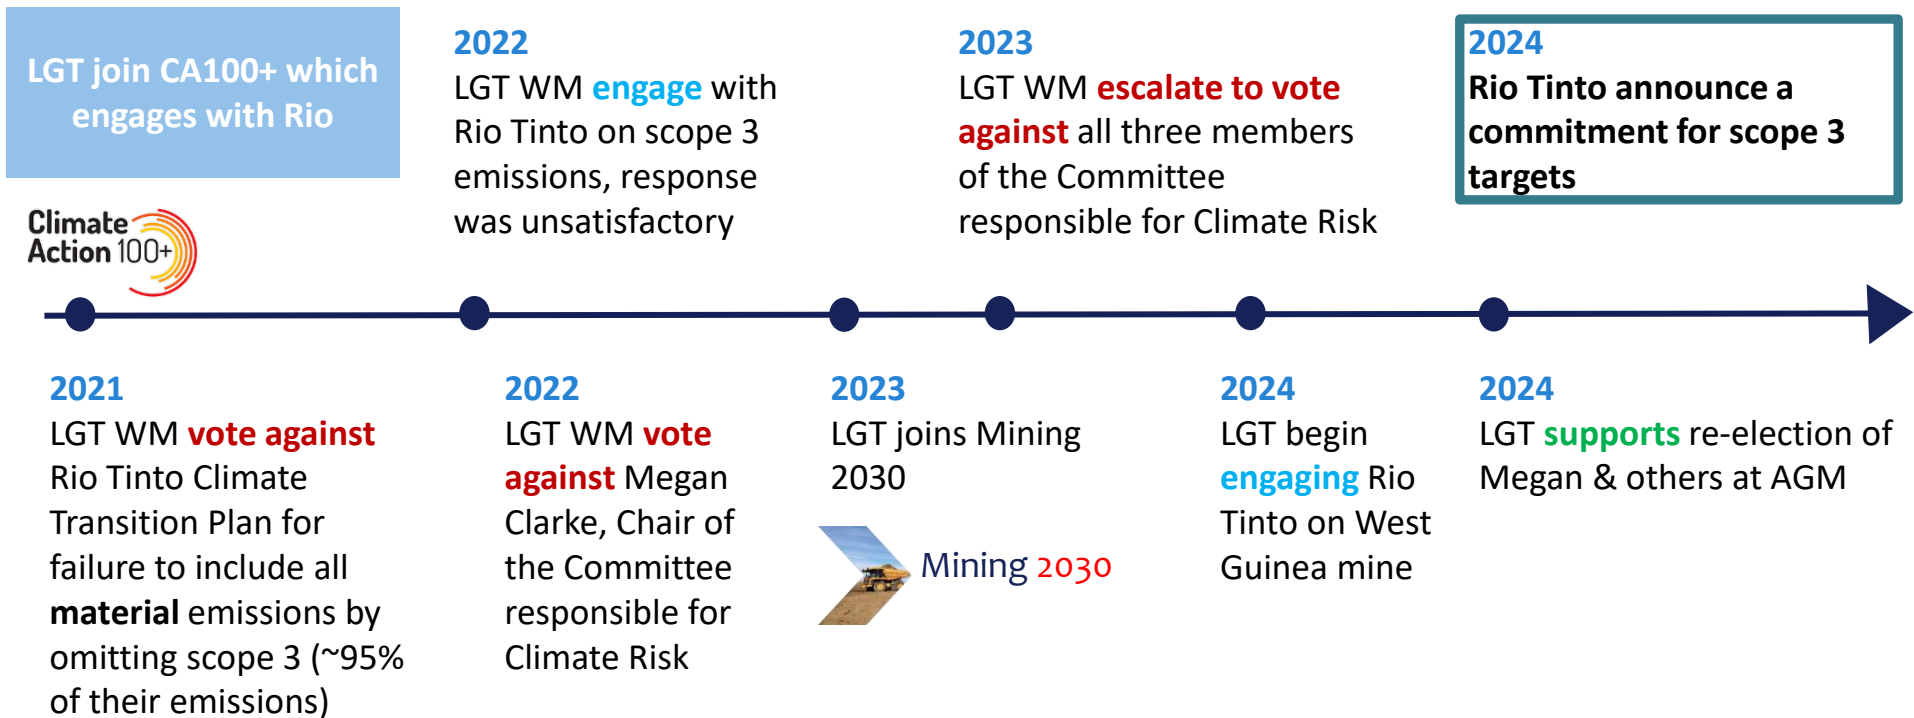 LGT join CA100+ which
engages with Rio
Climate
Action 100+
2022
LGT WM engage with
Rio Tinto on scope 3
emissions, response
was unsatisfactory
2023
LGT WM escalate to vote
against all three members
of the Committee
responsible for Climate Risk
2024
Rio Tinto announce a
commitment for scope 3
targets
2021
LGT WM vote against
Rio Tinto Climate
Transition Plan for
failure to include all
material emissions by
omitting scope 3 (~95%
of their emissions)
2022
LGT WM vote
against Megan
Clarke, Chair of
the Committee
responsible for
Climate Risk
2023
LGT joins Mining
2030
Mining 2030
2024
LGT begin
engaging Rio
Tinto on West
Guinea mine
2024
LGT supports re-election of
Megan & others at AGM